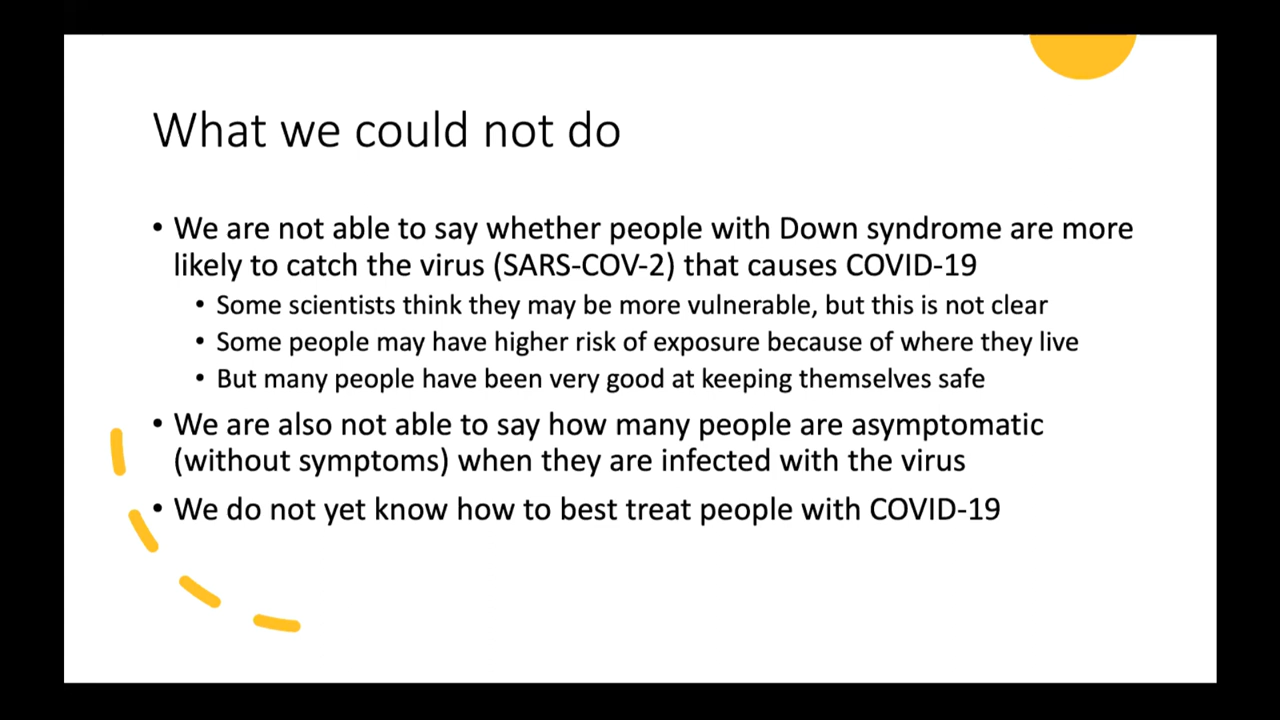 What we could not do
• We are not able to say whether people with Down syndrome are more
likely to catch the virus (SARS-COV-2) that causes COVID-19
• Some scientists think they may be more vulnerable, but this is not clear
• Some people may have higher risk of exposure because of where they live
• But many people have been very good at keeping themselves safe
• We are also not able to say how many people are asymptomatic
(without symptoms) when they are infected with the virus
• We do not yet know how to best treat people with COVID-19